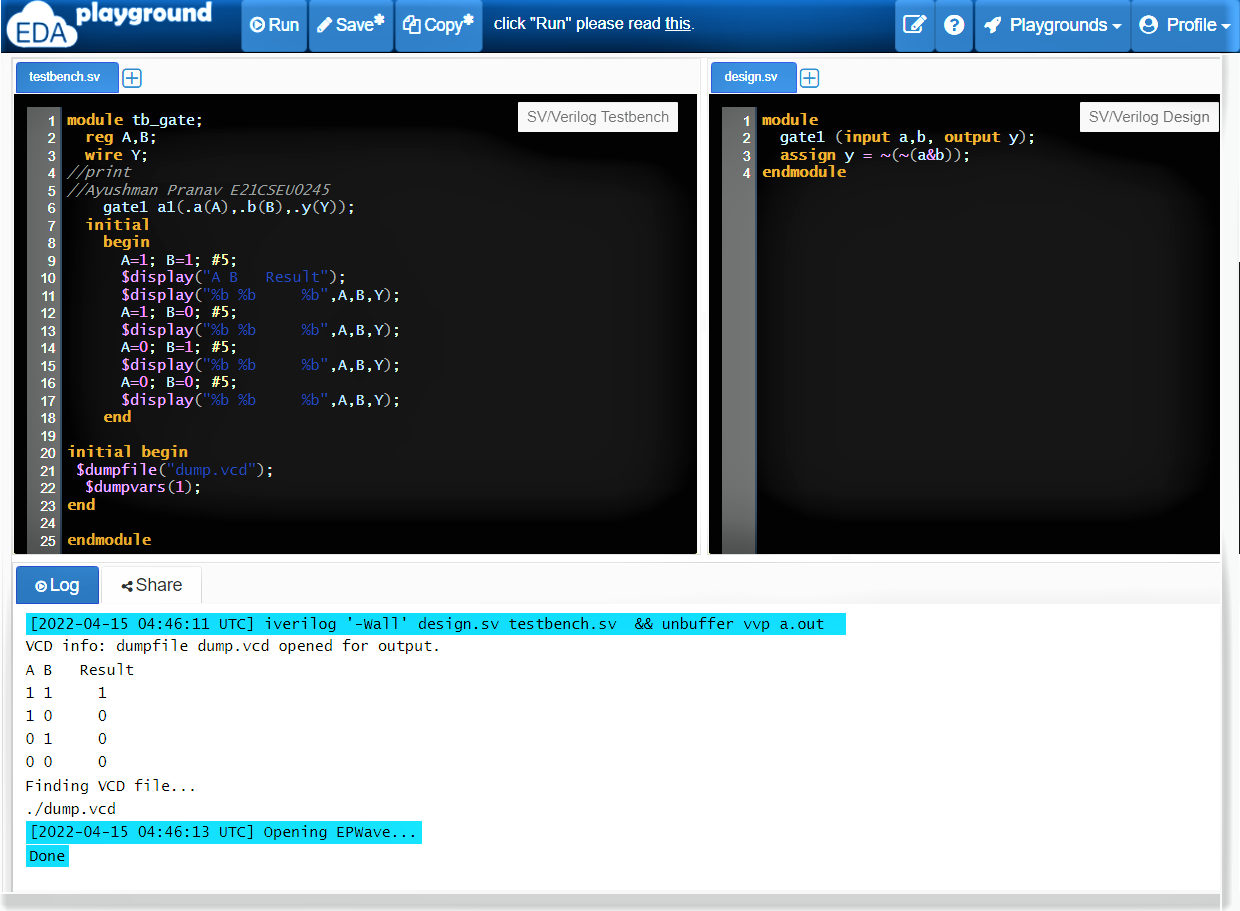 EDA playground
Run Save* Copy* click "Run" please read this. Playgrounds Profile
testbench.sv
SV/Verilog Testbench
1 module tb_gate;
2   reg A,B;
3   wire Y;
4 //print
5 //Ayushman Pranav E21CSEU0245
6     gate1 a1(.a(A),.b(B),.y(Y));
7   initial
8     begin
9       A=1; B=1; #5;
10       $display("A B   Result");
11       $display("%b %b     %b",A,B,Y);
12       A=1; B=0; #5;
13       $display("%b %b     %b",A,B,Y);
14       A=0; B=1; #5;
15       $display("%b %b     %b",A,B,Y);
16       A=0; B=0; #5;
17       $display("%b %b     %b",A,B,Y);
18     end
19
20 initial begin
21  $dumpfile("dump.vcd");
22   $dumpvars(1);
23 end
24
25 endmodule
design.sv
SV/Verilog Design
1 module
2   gate1 (input a,b, output y);
3   assign y = ~(~(a&b));
4 endmodule
Log Share
[2022-04-15 04:46:11 UTC] iverilog '-Wall' design.sv testbench.sv  && unbuffer vvp a.out
VCD info: dumpfile dump.vcd opened for output.
A B   Result
1 1     1
1 0     0
0 1     0
0 0     0
Finding VCD file...
./dump.vcd
[2022-04-15 04:46:13 UTC] Opening EPWave...
Done